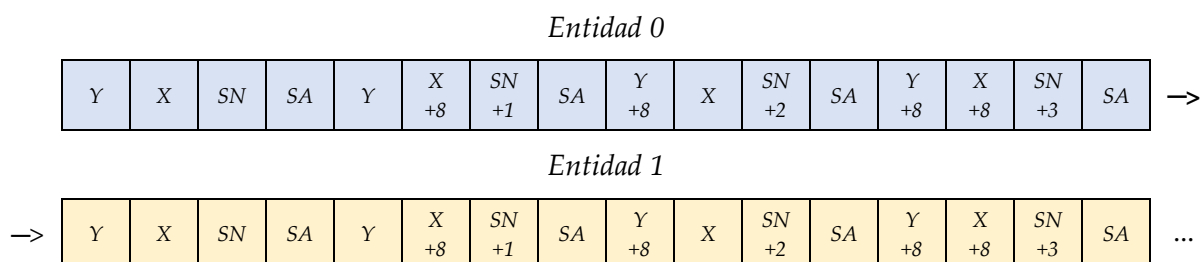 Entidad 0
Y X SN SA Y X +8 SN +1 SA Y +8 X SN +2 SA Y +8 X +8 SN +3 SA –>
Entidad 1
–> Y X SN SA Y X +8 SN +1 SA Y +8 X SN +2 SA Y +8 X +8 SN +3 SA ...